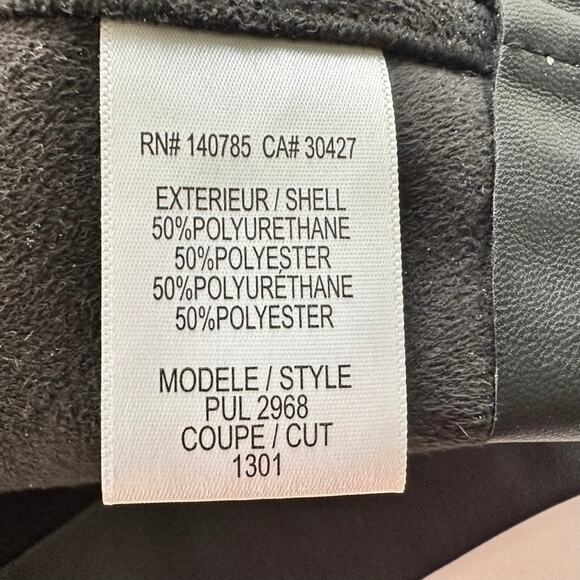 RN# 140785 CA# 30427
EXTERIEUR / SHELL
50%POLYURETHANE
50%POLYESTER
50%POLYURÉTHANE
50%POLYESTER
MODELE / STYLE
PUL 2968
COUPE / CUT
1301